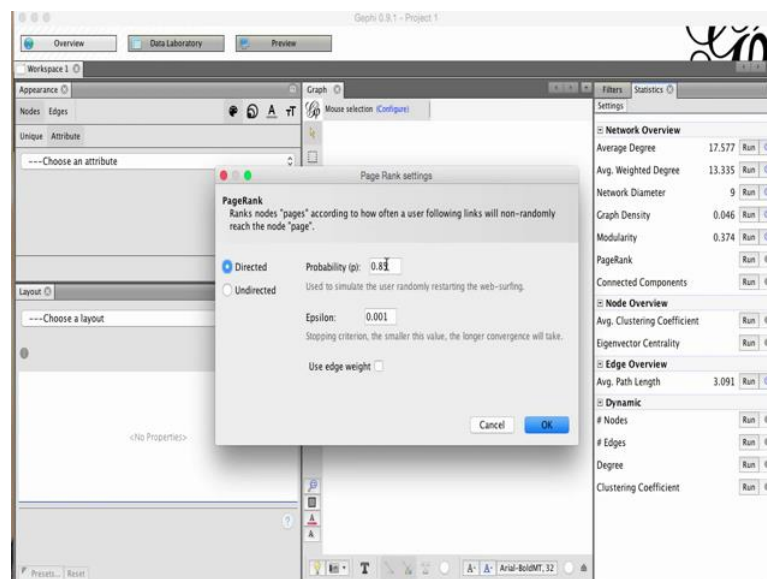 Gephi 0.9.1 - Project 1
Overview
Data Laboratory
Preview
Workspace 1
Appearance
Nodes Edges
Unique Attribute
---Choose an attribute
Layout
---Choose a layout
<No Properties>
Presets... Reset
Graph
Mouse selection (Configure)
Page Rank settings
PageRank
Ranks nodes "pages" according to how often a user following links will non-randomly
reach the node "page".
Directed
Undirected
Probability (p): 0.85
Used to simulate the user randomly restarting the web-surfing.
Epsilon: 0.001
Stopping criterion, the smaller this value, the longer convergence will take.
Use edge weight
Cancel
OK
T
A- A- Arial-BoldMT, 32
Filters Statistics
Settings
Network Overview
Average Degree 17.577 Run
Avg. Weighted Degree 13.335 Run
Network Diameter 9 Run
Graph Density 0.046 Run
Modularity 0.374 Run
PageRank Run
Connected Components Run
Node Overview
Avg. Clustering Coefficient Run
Eigenvector Centrality Run
Edge Overview
Avg. Path Length 3.091 Run
Dynamic
# Nodes Run
# Edges Run
Degree Run
Clustering Coefficient Run